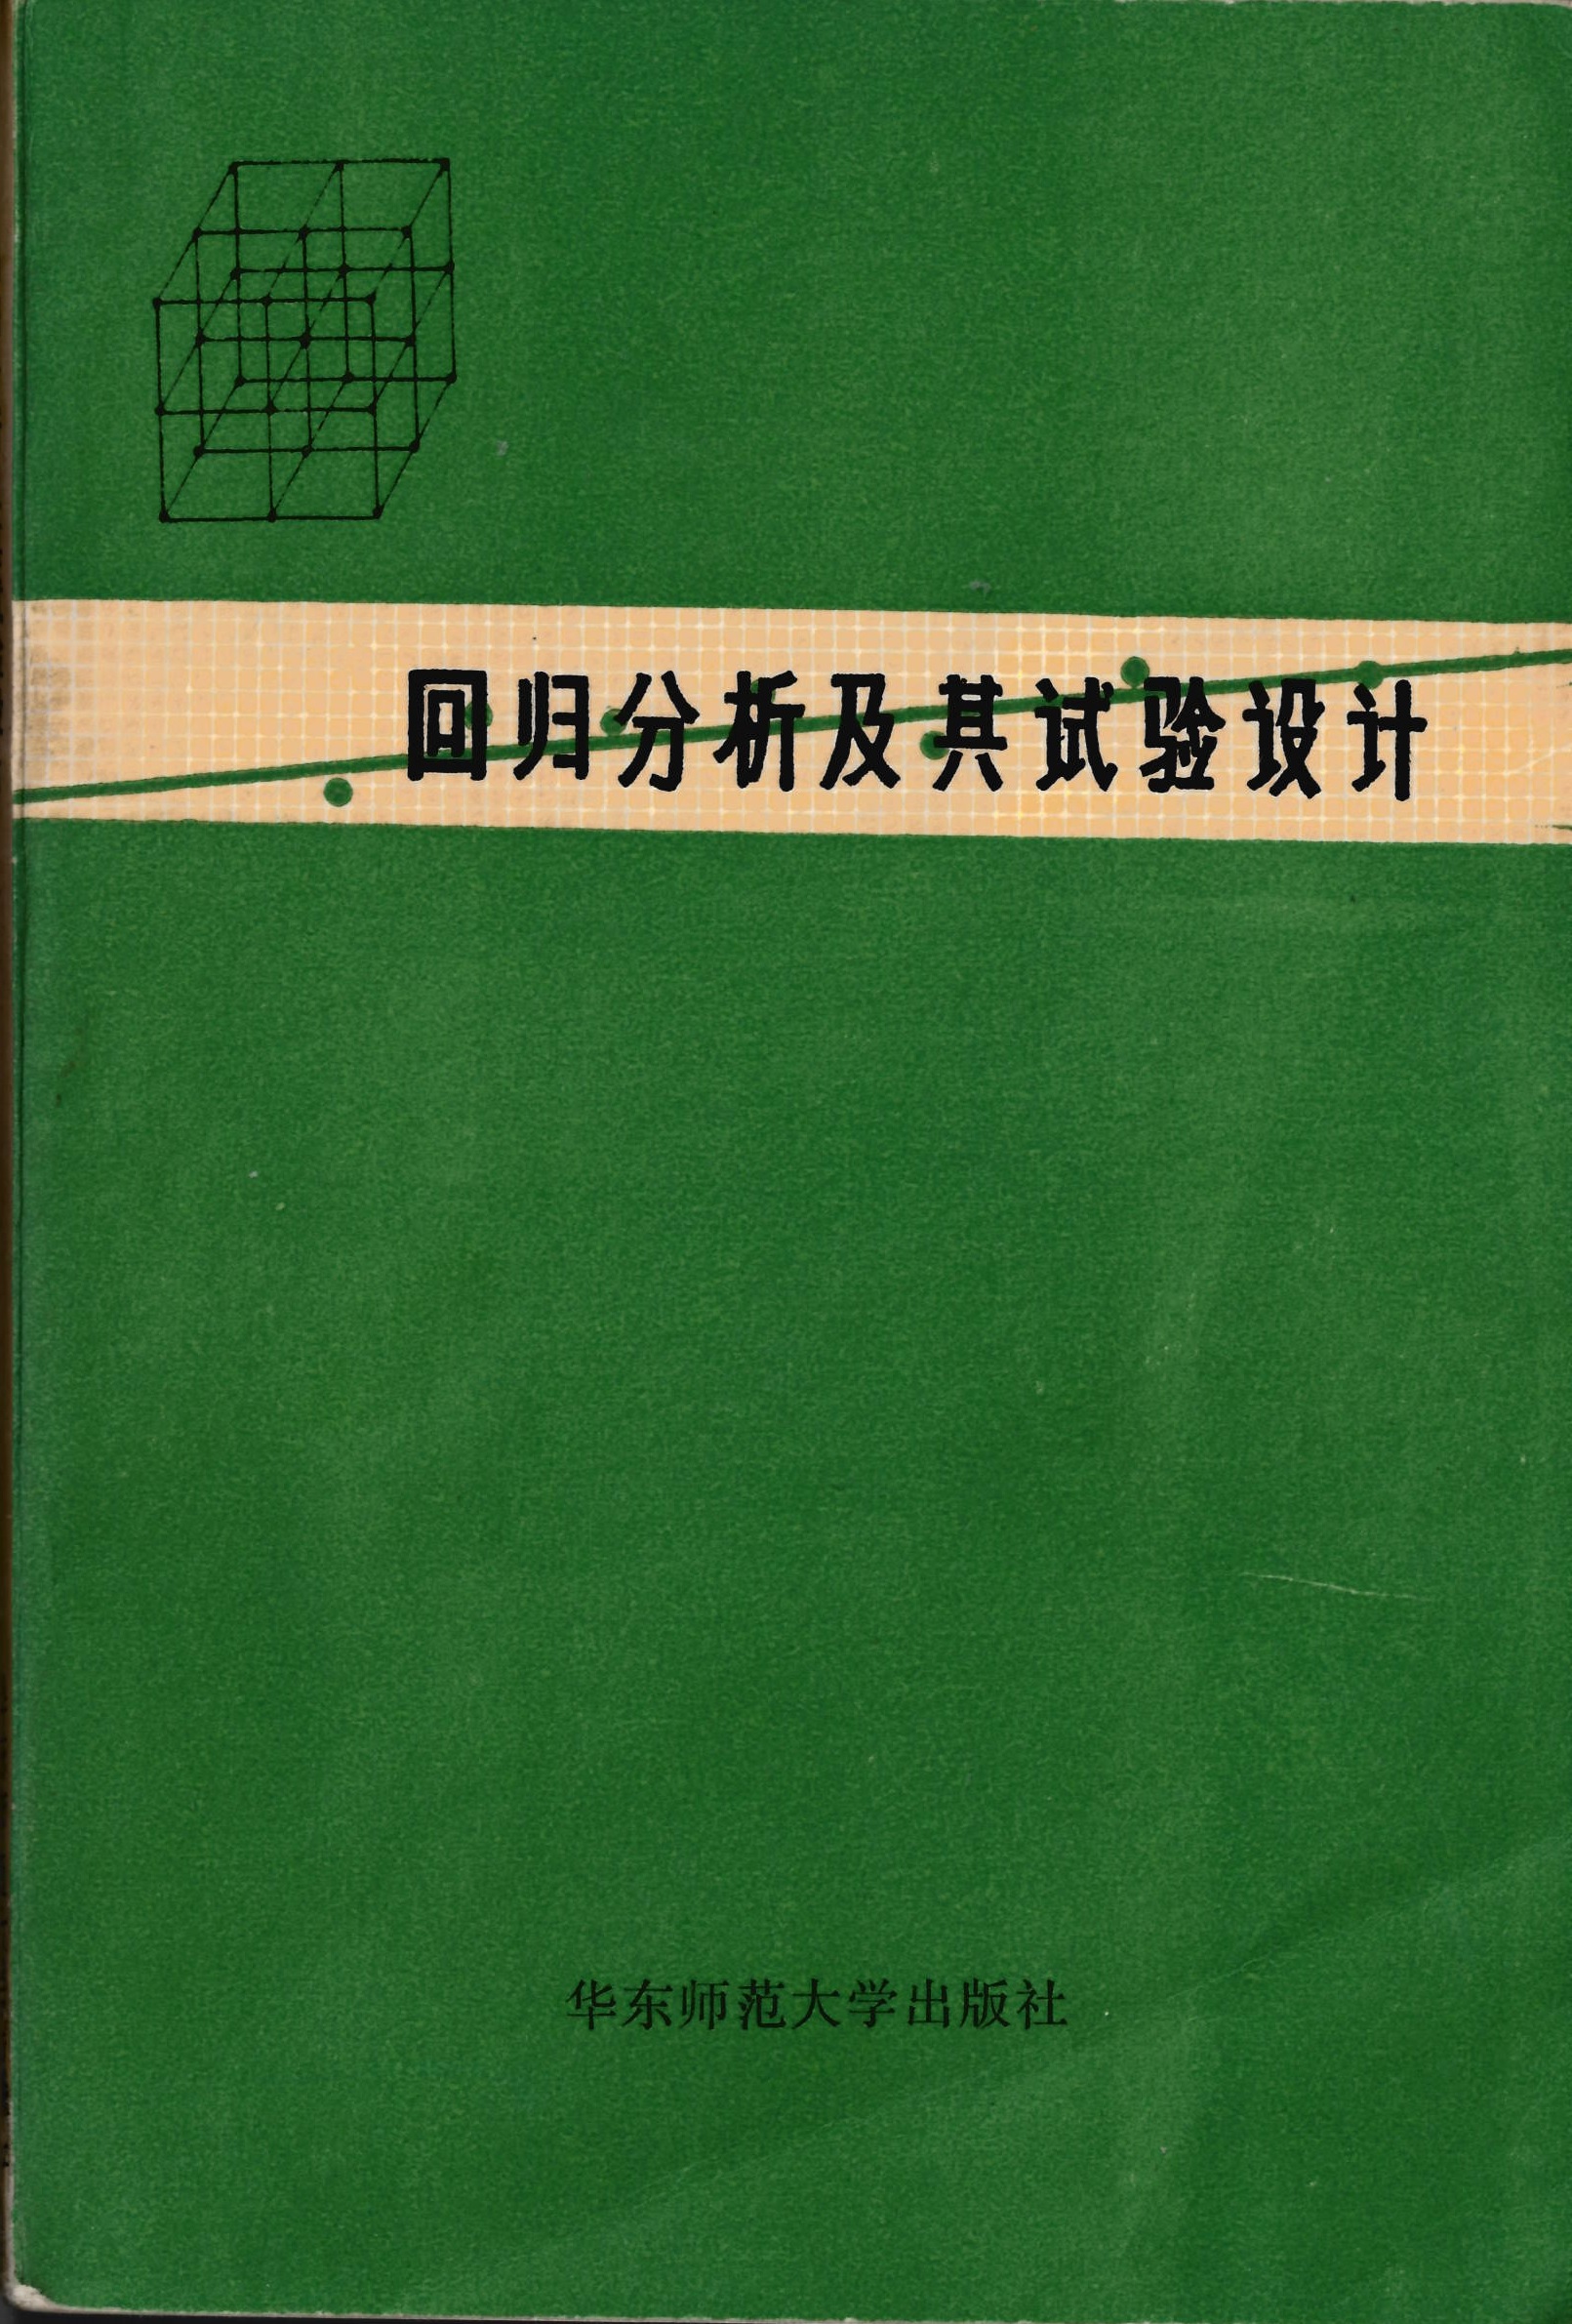 回归分析及其试验设计
华东师范大学出版社